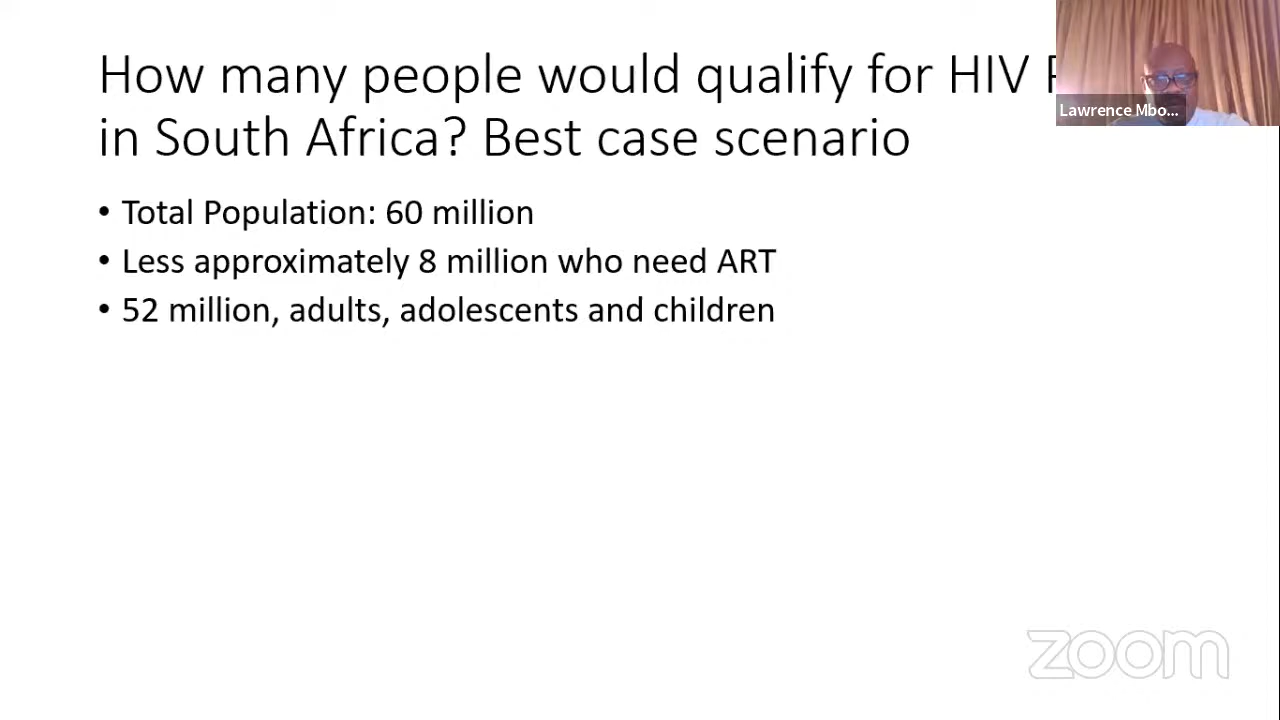 How many people would qualify for HIV
in South Africa? Best case scenario
• Total Population: 60 million
• Less approximately 8 million who need ART
• 52 million, adults, adolescents and children
Lawrence Mbo...
zoom